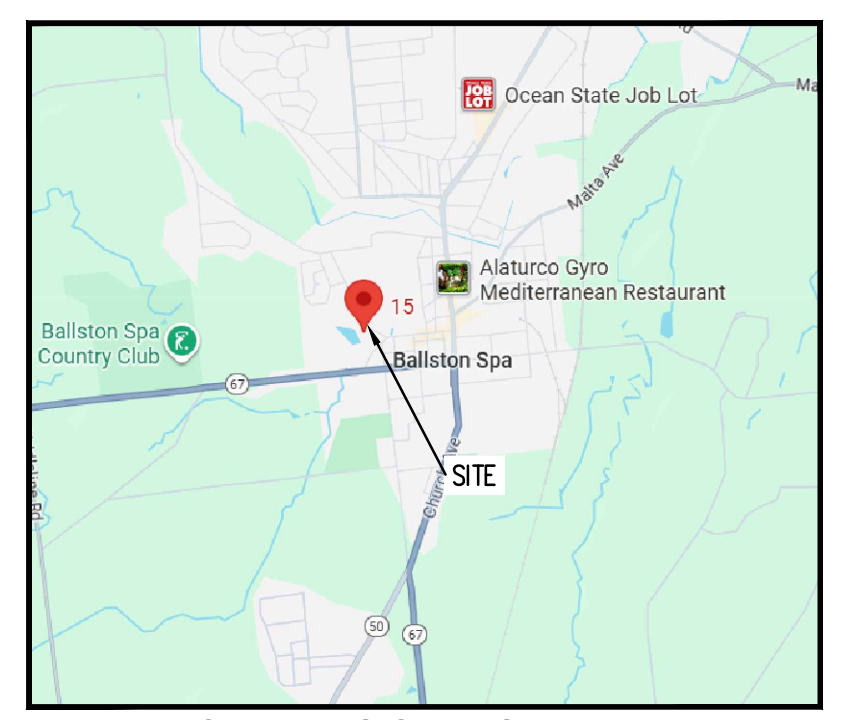 JOB
LOT
Ocean State Job Lot
Ma
Malta Ave
Alaturco Gyro
Mediterranean Restaurant
15
Ballston Spa
Country Club
Ballston Spa
67
SITE
Church Ave
Rd
50
67